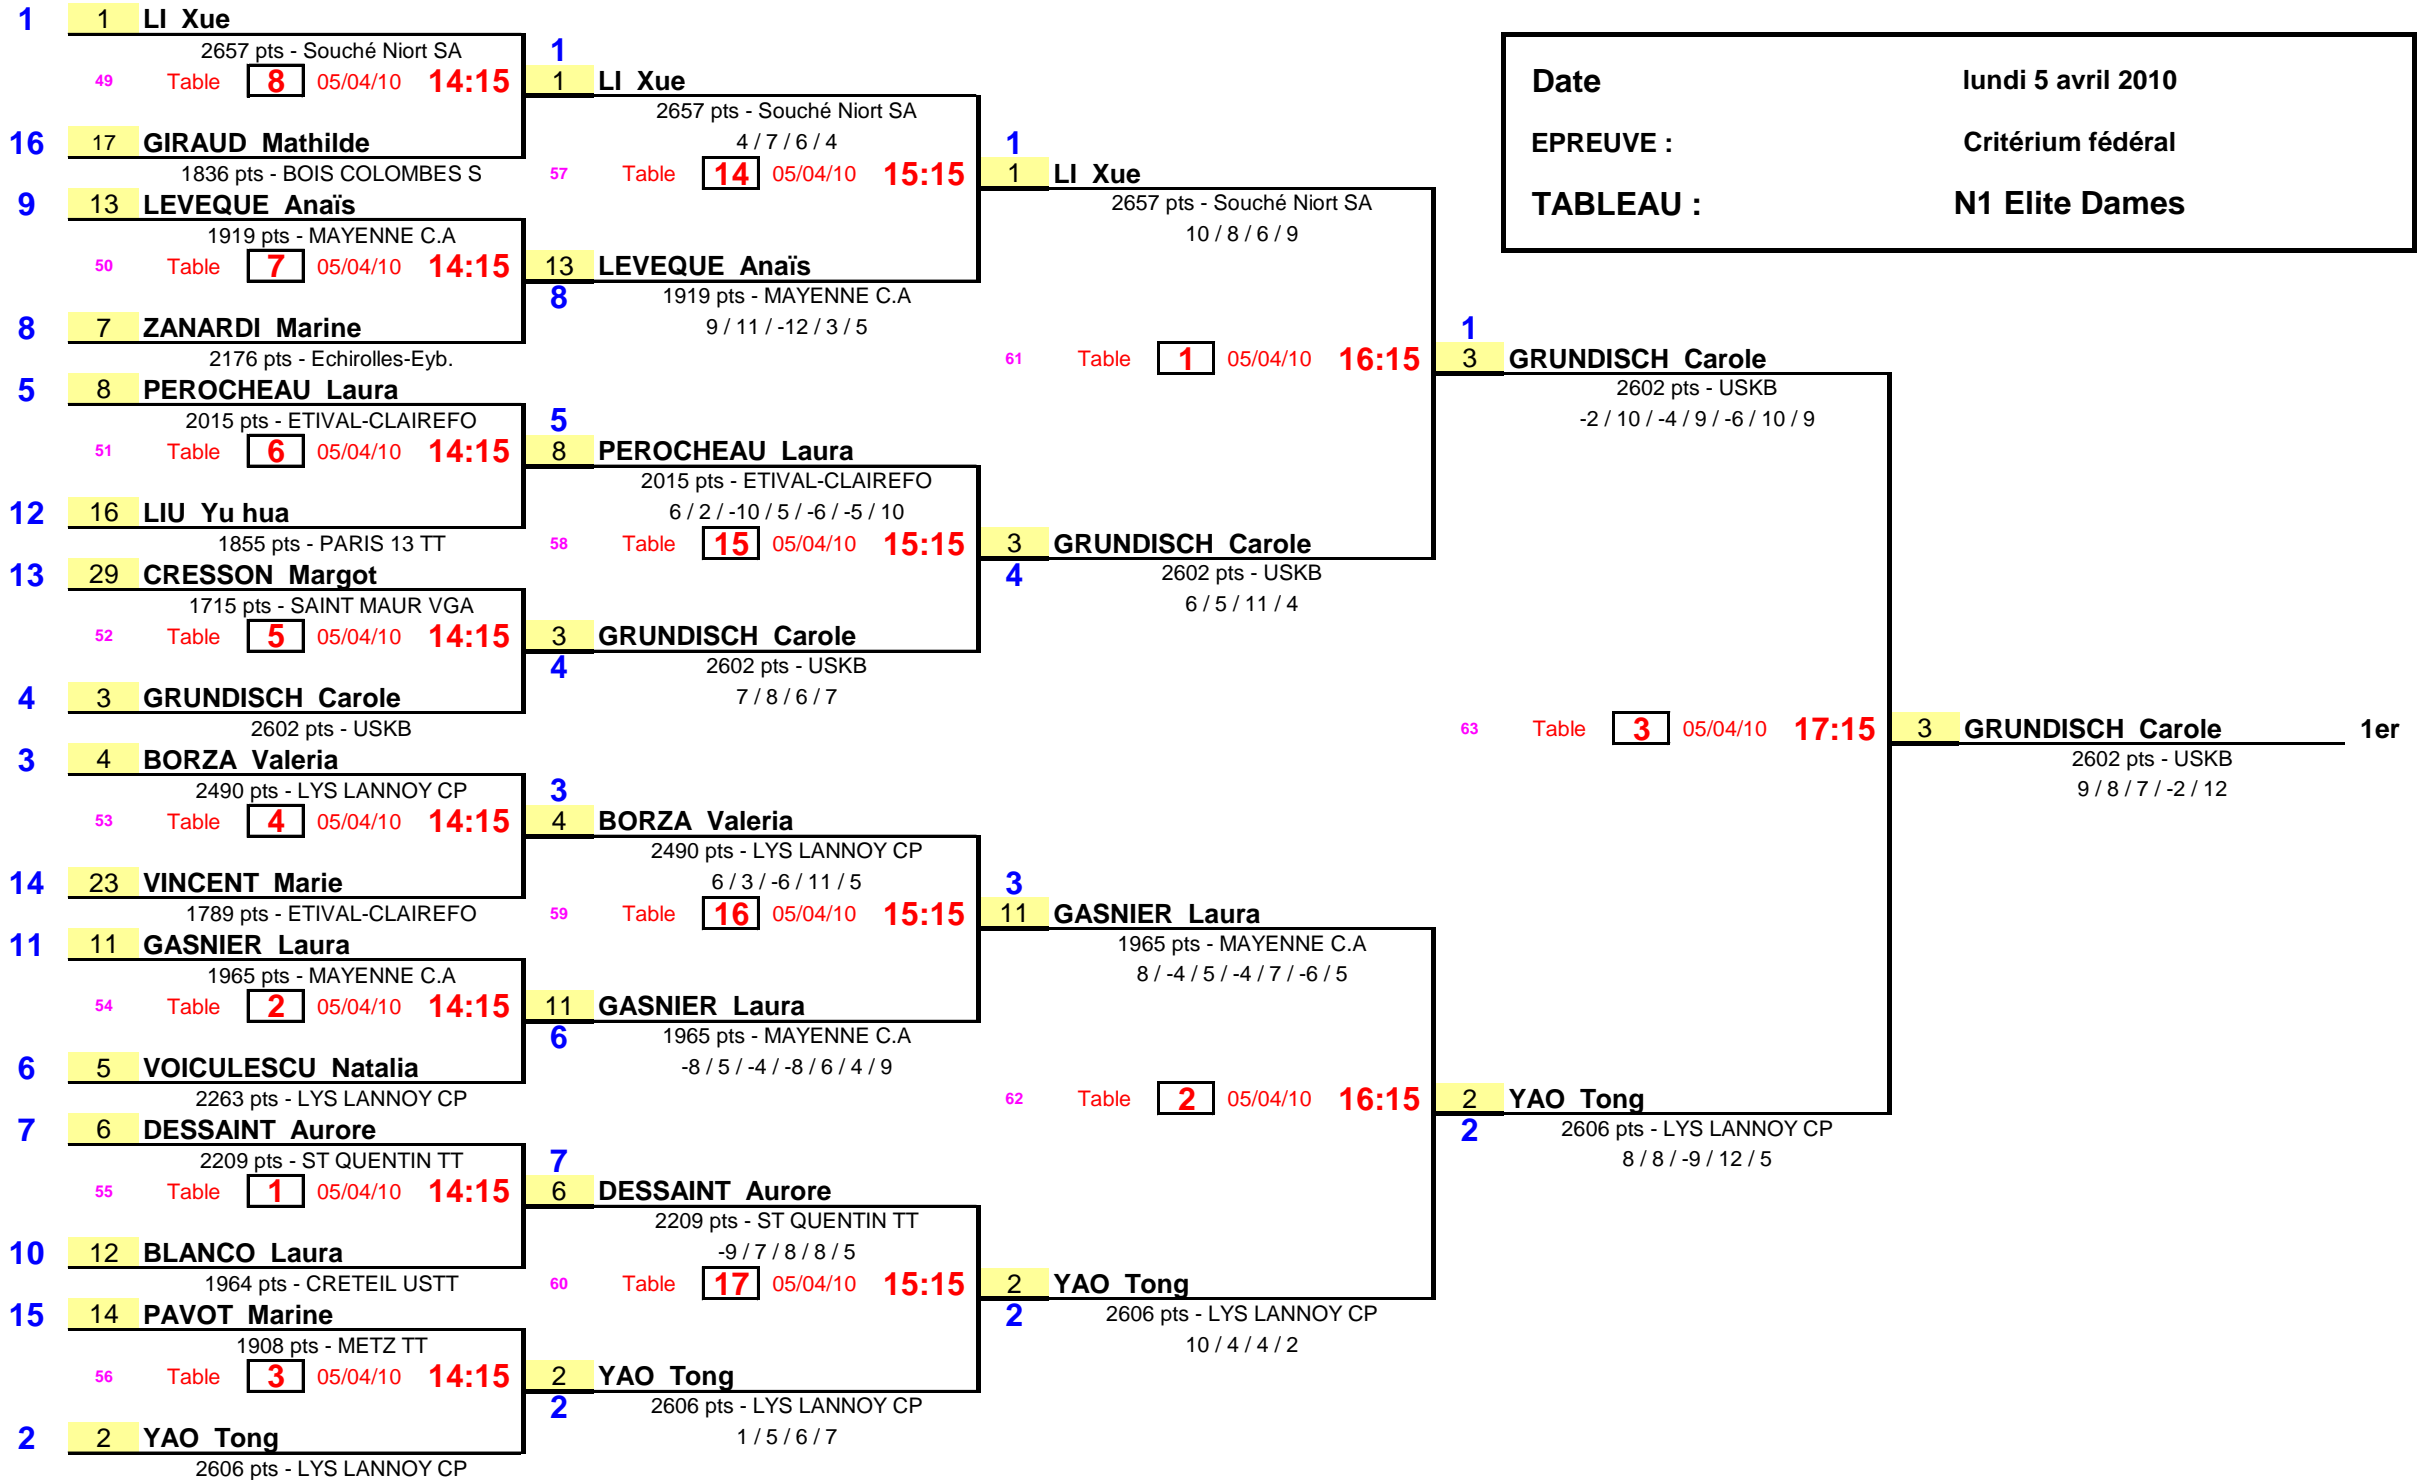 Date lundi 5 avril 2010
EPREUVE : Critérium fédéral
TABLEAU : N1 Elite Dames
1 1 LI Xue
2657 pts - Souché Niort SA
49 Table 8 05/04/10 14:15
16 17 GIRAUD Mathilde
1836 pts - BOIS COLOMBES S
9 13 LEVEQUE Anaïs
1919 pts - MAYENNE C.A
50 Table 7 05/04/10 14:15
8 7 ZANARDI Marine
2176 pts - Echirolles-Eyb.
5 8 PEROCHEAU Laura
2015 pts - ETIVAL-CLAIREFO
51 Table 6 05/04/10 14:15
12 16 LIU Yu hua
1855 pts - PARIS 13 TT
13 29 CRESSON Margot
1715 pts - SAINT MAUR VGA
52 Table 5 05/04/10 14:15
4 3 GRUNDISCH Carole
2602 pts - USKB
3 4 BORZA Valeria
2490 pts - LYS LANNOY CP
53 Table 4 05/04/10 14:15
14 23 VINCENT Marie
1789 pts - ETIVAL-CLAIREFO
11 11 GASNIER Laura
1965 pts - MAYENNE C.A
54 Table 2 05/04/10 14:15
6 5 VOICULESCU Natalia
2263 pts - LYS LANNOY CP
7 6 DESSAINT Aurore
2209 pts - ST QUENTIN TT
55 Table 1 05/04/10 14:15
10 12 BLANCO Laura
1964 pts - CRETEIL USTT
15 14 PAVOT Marine
1908 pts - METZ TT
56 Table 3 05/04/10 14:15
2 2 YAO Tong
2606 pts - LYS LANNOY CP
1
1 LI Xue
2657 pts - Souché Niort SA
4 / 7 / 6 / 4
57 Table 14 05/04/10 15:15
13 LEVEQUE Anaïs
8
1919 pts - MAYENNE C.A
9 / 11 / -12 / 3 / 5
5
8 PEROCHEAU Laura
2015 pts - ETIVAL-CLAIREFO
6 / 2 / -10 / 5 / -6 / -5 / 10
58 Table 15 05/04/10 15:15
3 GRUNDISCH Carole
4
2602 pts - USKB
7 / 8 / 6 / 7
3
4 BORZA Valeria
2490 pts - LYS LANNOY CP
6 / 3 / -6 / 11 / 5
59 Table 16 05/04/10 15:15
11 GASNIER Laura
6
1965 pts - MAYENNE C.A
-8 / 5 / -4 / -8 / 6 / 4 / 9
7
6 DESSAINT Aurore
2209 pts - ST QUENTIN TT
-9 / 7 / 8 / 8 / 5
60 Table 17 05/04/10 15:15
2 YAO Tong
2
2606 pts - LYS LANNOY CP
1 / 5 / 6 / 7
1
1 LI Xue
2657 pts - Souché Niort SA
10 / 8 / 6 / 9
61 Table 1 05/04/10 16:15
3 GRUNDISCH Carole
4
2602 pts - USKB
6 / 5 / 11 / 4
3
11 GASNIER Laura
1965 pts - MAYENNE C.A
8 / -4 / 5 / -4 / 7 / -6 / 5
62 Table 2 05/04/10 16:15
2 YAO Tong
2
2606 pts - LYS LANNOY CP
10 / 4 / 4 / 2
1
3 GRUNDISCH Carole
2602 pts - USKB
-2 / 10 / -4 / 9 / -6 / 10 / 9
63 Table 3 05/04/10 17:15
2 YAO Tong
2
2606 pts - LYS LANNOY CP
8 / 8 / -9 / 12 / 5
3 GRUNDISCH Carole 1er
2602 pts - USKB
9 / 8 / 7 / -2 / 12